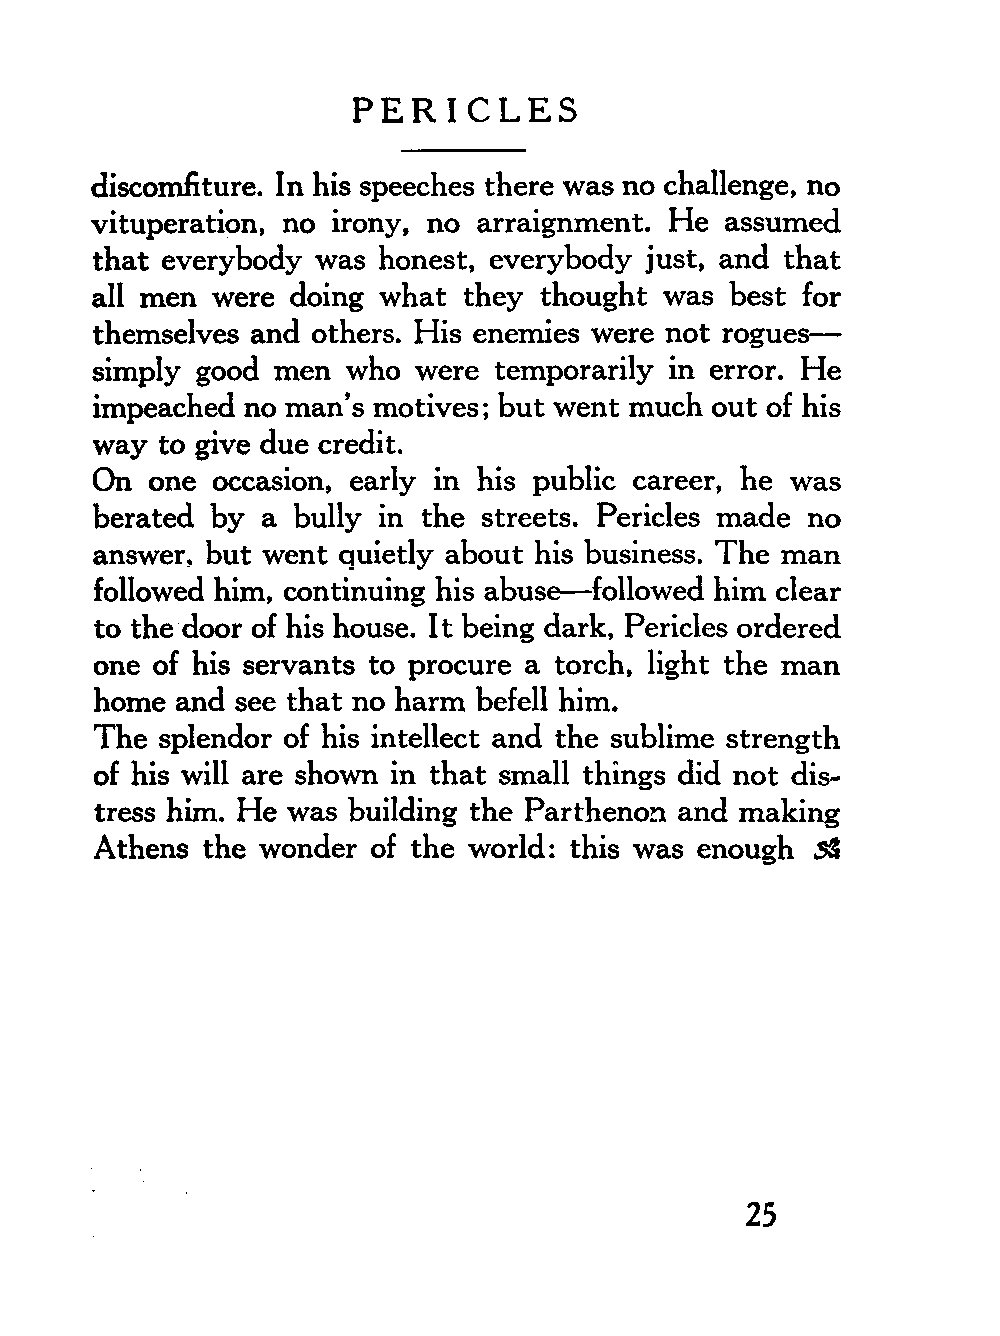 PERICLES
discomfiture. In his speeches there was no challenge, no
vituperation, no irony, no arraignment. He assumed
that everybody was honest, everybody just, and that
all men were doing what they thought was best for
themselves and others. His enemies were not rogues—
simply good men who were temporarily in error. He
impeached no man's motives; but went much out of his
way to give due credit.
On one occasion, early in his public career, he was
berated by a bully in the streets. Pericles made no
answer, but went quietly about his business. The man
followed him, continuing his abuse—followed him clear
to the door of his house. It being dark, Pericles ordered
one of his servants to procure a torch, light the man
home and see that no harm befell him.
The splendor of his intellect and the sublime strength
of his will are shown in that small things did not dis-
tress him. He was building the Parthenon and making
Athens the wonder of the world: this was enough
25